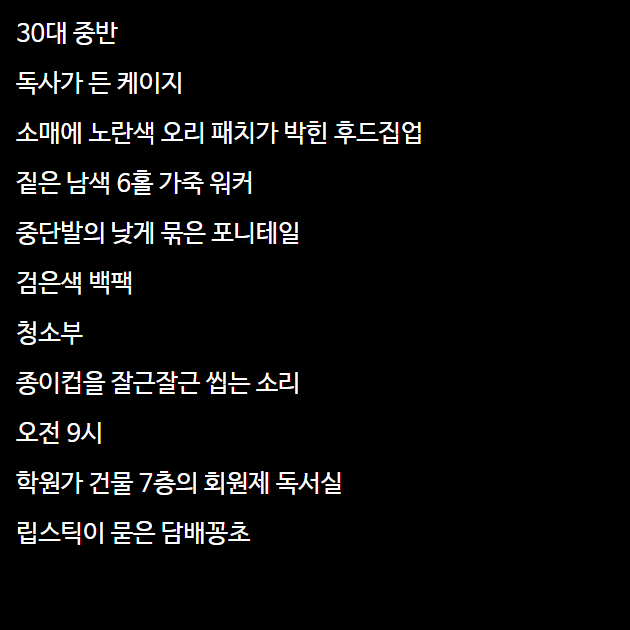 30대 중반
독사가 든 케이지
소매에 노란색 오리 패치가 박힌 후드집업
짙은 남색 6홀 가죽 워커
중단발의 낮게 묶은 포니테일
검은색 백팩
청소부
종이컵을 잘근잘근 씹는 소리
오전 9시
학원가 건물 7층의 회원제 독서실
립스틱이 묻은 담배꽁초